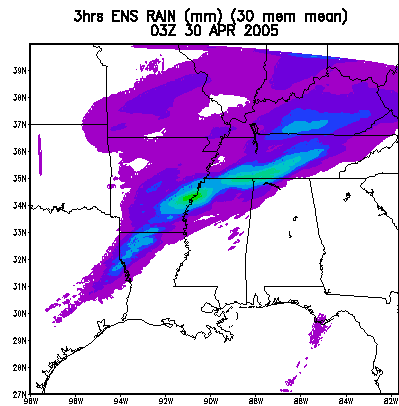 3hrs ENS RAIN (mm) (30 mem mean)
03Z 30 APR 2005
39N
38N
37N
36N
35N
34N
33N
32N
31N
30N
29N
28N
27N
98W 96W 94W 92W 90W 88W 86W 84W 82W